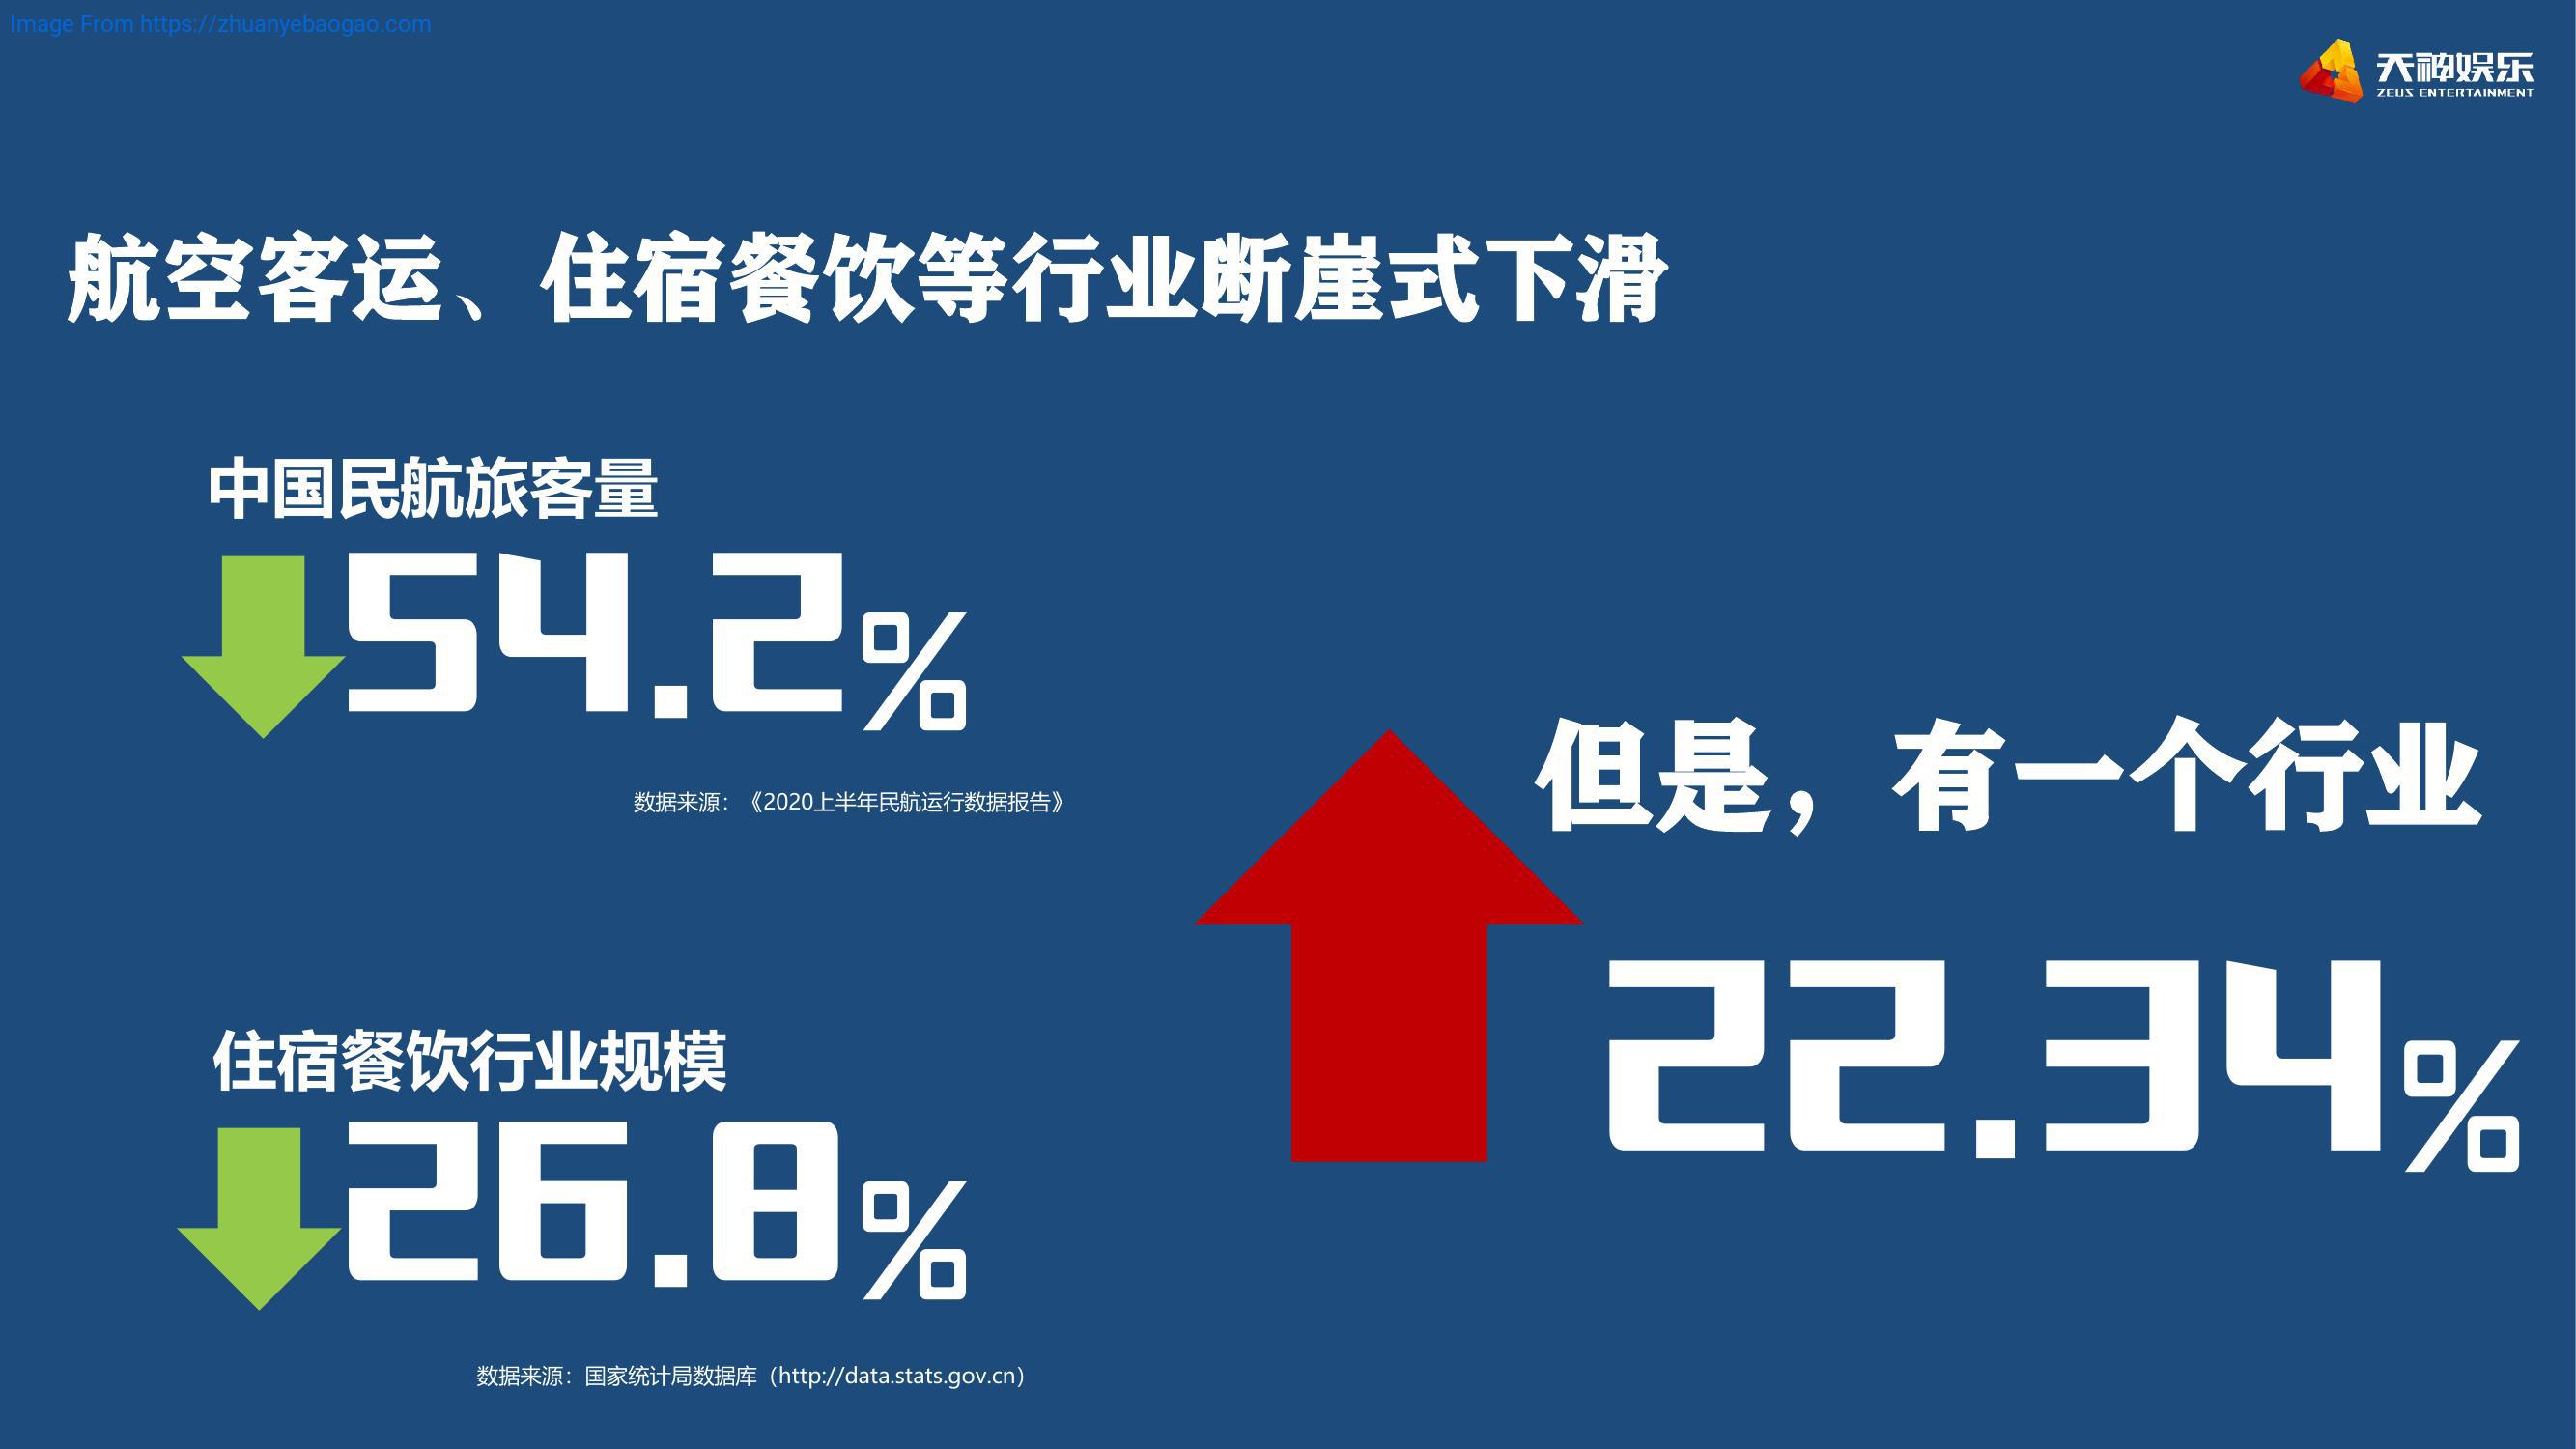 Image From https://zhuanyebaogao.com
天神娱乐
ZEUS ENTERTAINMENT
航空客运、住宿餐饮等行业断崖式下滑
中国民航旅客量
54.2%
数据来源：《2020上半年民航运行数据报告》
住宿餐饮行业规模
26.8%
数据来源：国家统计局数据库（http://data.stats.gov.cn）
但是，有一个行业
22.34%